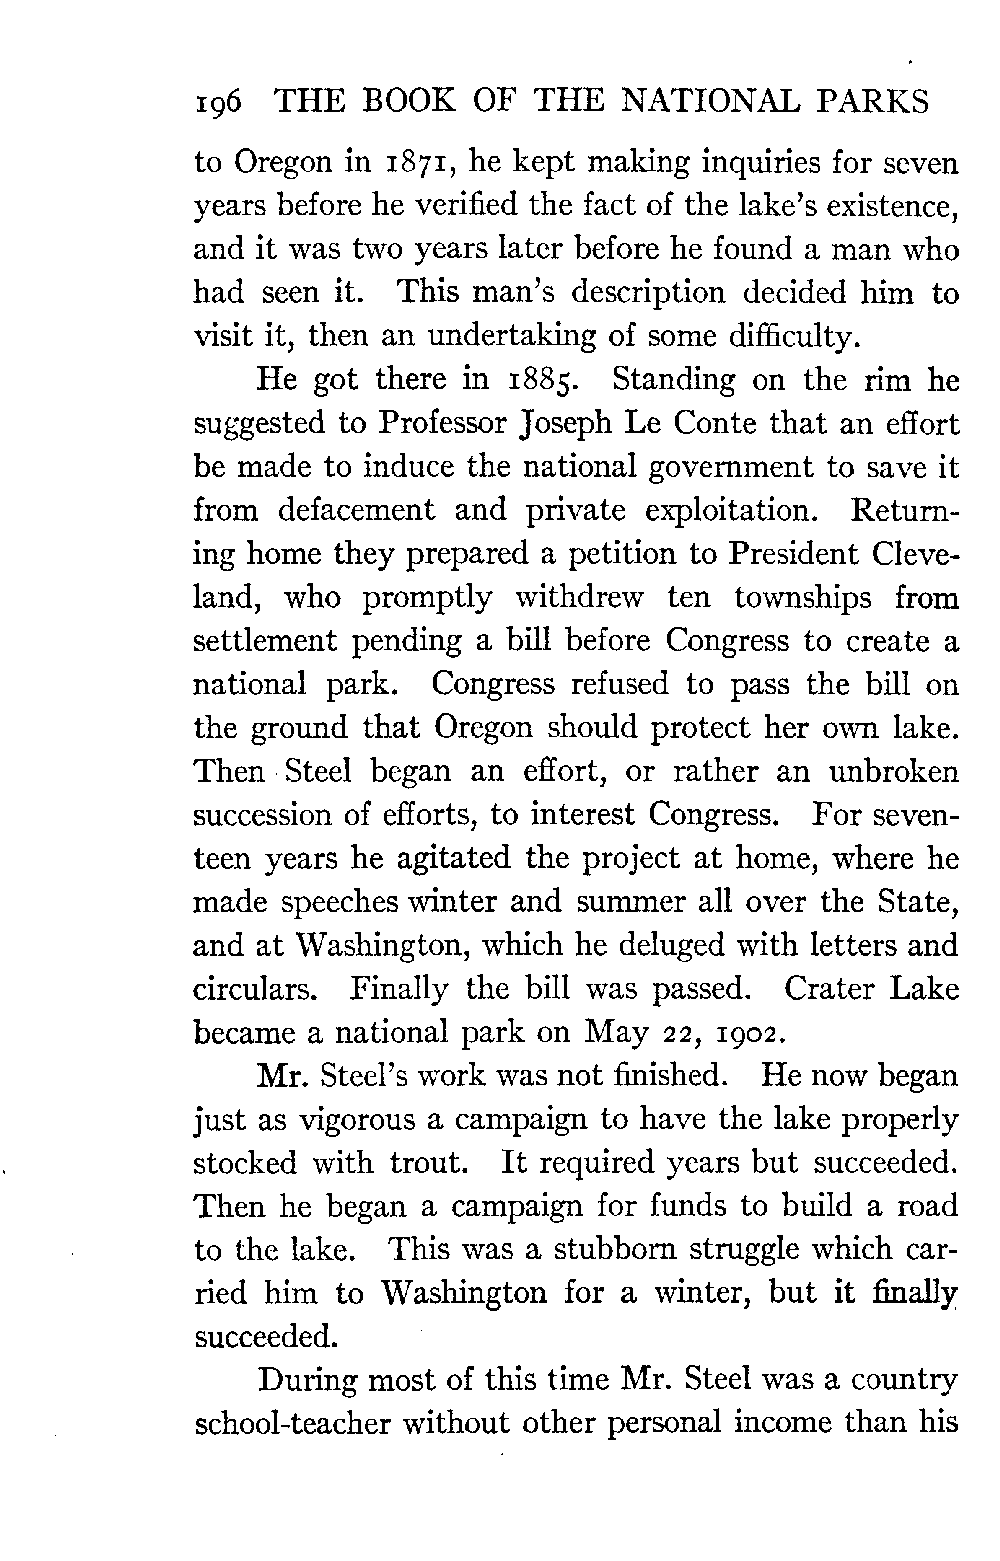 196 THE BOOK OF THE NATIONAL PARKS
to Oregon in 1871, he kept making inquiries for seven
years before he verified the fact of the lake's existence,
and it was two years later before he found a man who
had seen it. This man's description decided him to
visit it, then an undertaking of some difficulty.
He got there in 1885. Standing on the rim he
suggested to Professor Joseph Le Conte that an effort
be made to induce the national government to save it
from defacement and private exploitation. Return-
ing home they prepared a petition to President Cleve-
land, who promptly withdrew ten townships from
settlement pending a bill before Congress to create a
national park. Congress refused to pass the bill on
the ground that Oregon should protect her own lake.
Then Steel began an effort, or rather an unbroken
succession of efforts, to interest Congress. For seven-
teen years he agitated the project at home, where he
made speeches winter and summer all over the State,
and at Washington, which he deluged with letters and
circulars. Finally the bill was passed. Crater Lake
became a national park on May 22, 1902.
Mr. Steel's work was not finished. He now began
just as vigorous a campaign to have the lake properly
stocked with trout. It required years but succeeded.
Then he began a campaign for funds to build a road
to the lake. This was a stubborn struggle which car-
ried him to Washington for a winter, but it finally
succeeded.
During most of this time Mr. Steel was a country
school-teacher without other personal income than his